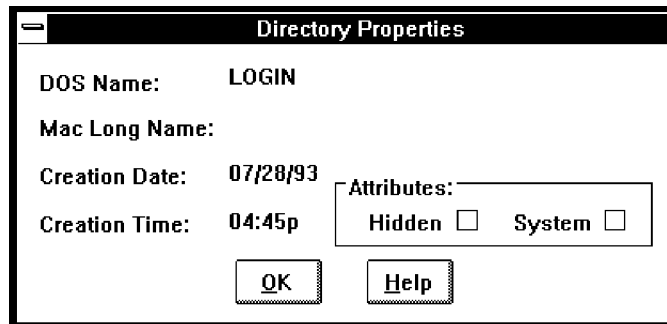 Directory Properties
DOS Name: LOGIN
Mac Long Name:
Creation Date: 07/28/93
Attributes:
Creation Time: 04:45p Hidden System
OK Help